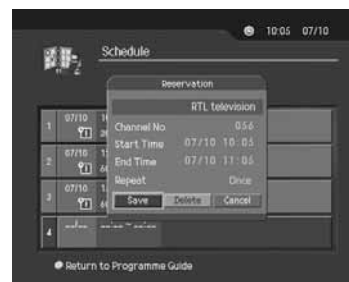 10:05 07/10
Schedule
Reservation
RTL television
Channel No 056
Start Time 07/10 10:05
End Time 07/10 11:05
Repeat Once
Save Delete Cancel
1 07/10
2 07/10
3 07/10
4 --/-- --:-- ~ --:--
Return to Programme Guide